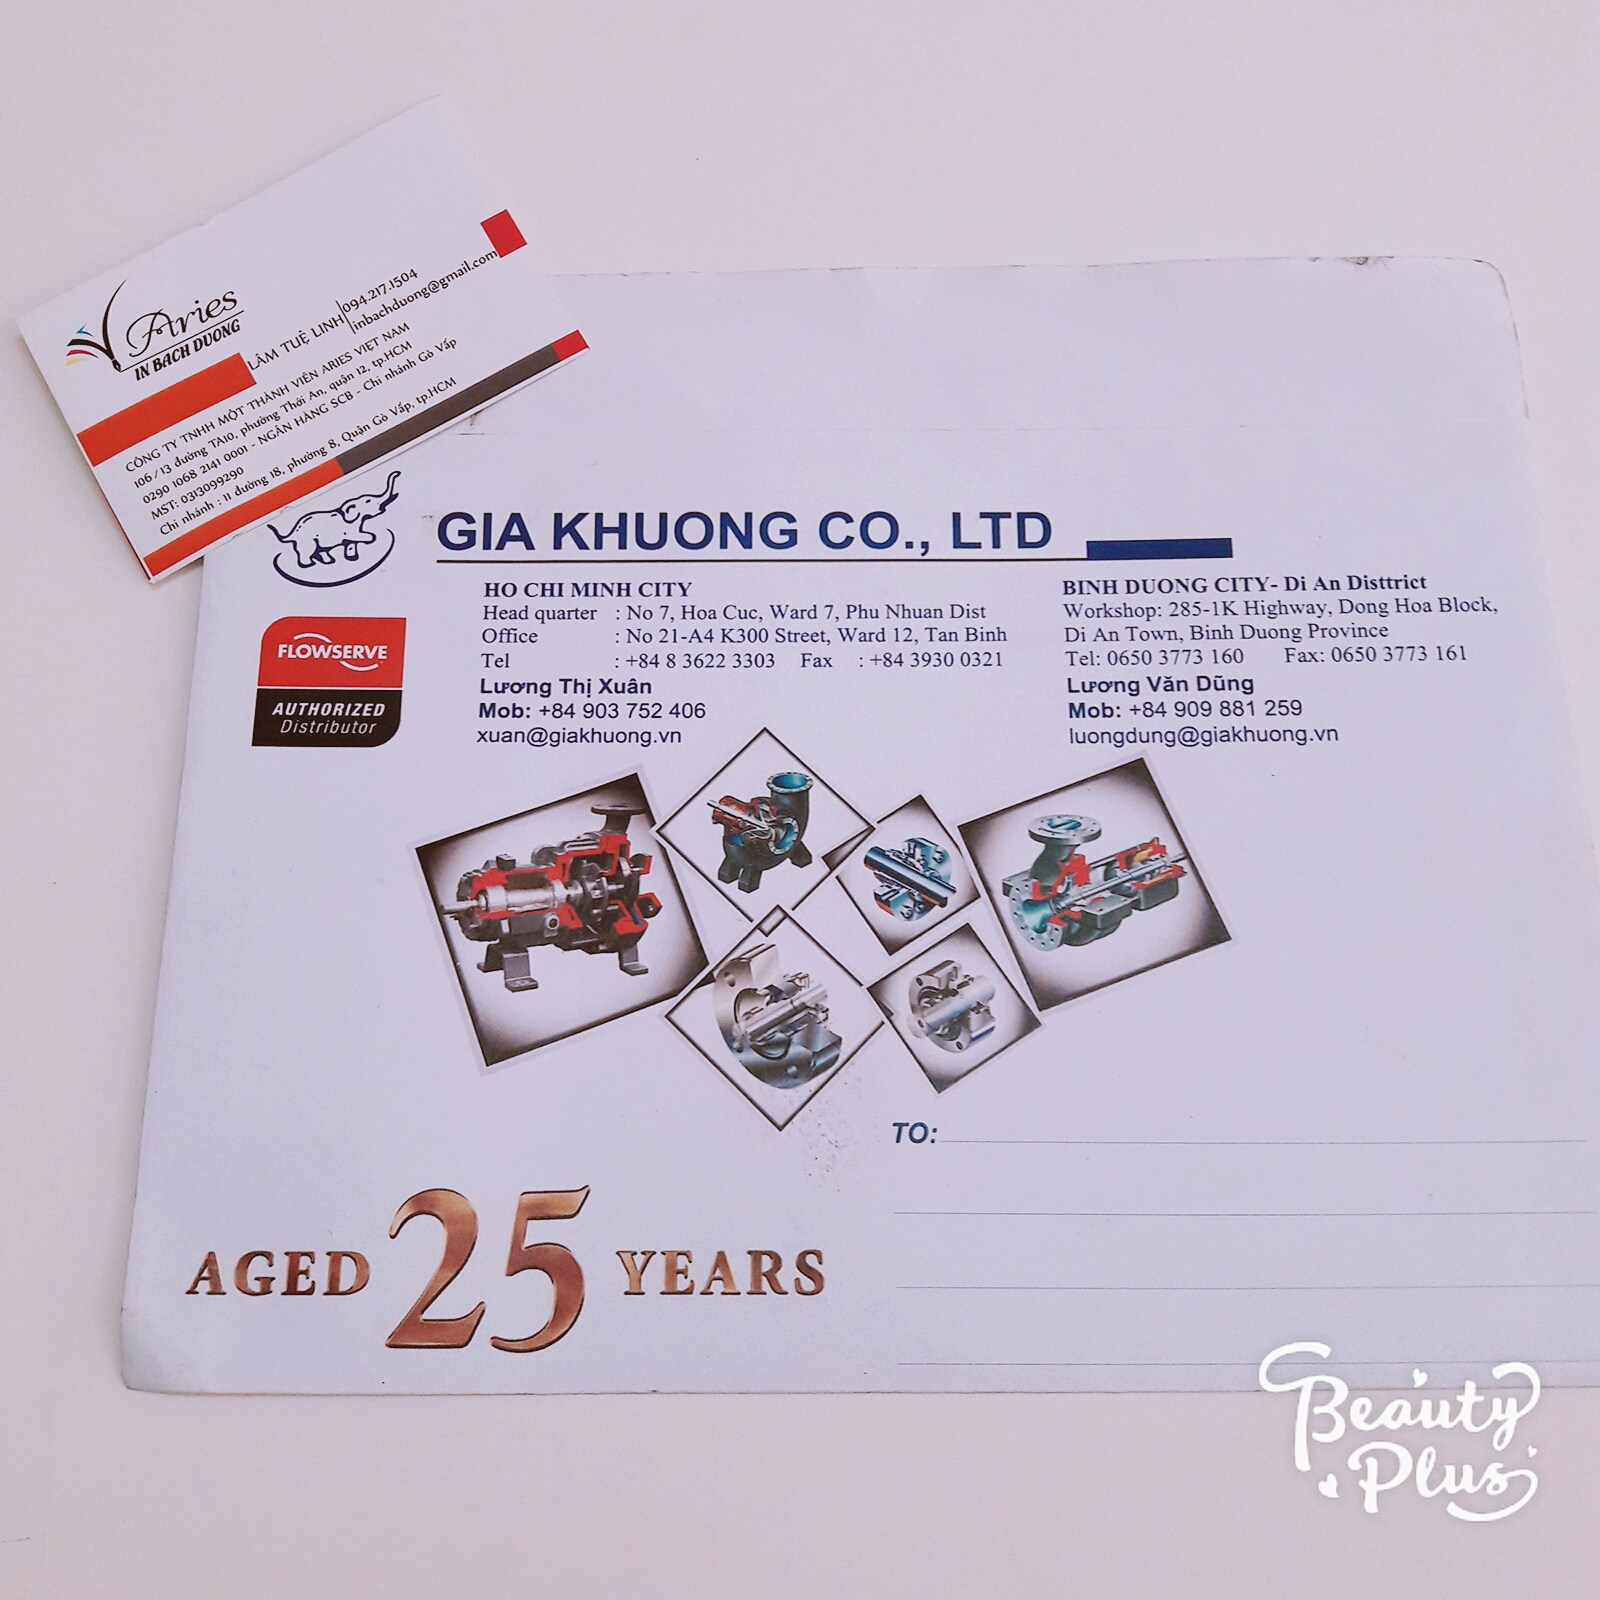 Aries
IN BACH DUONG
LÂM TUỆ LINH
094.217.1504
inbachduong@gmail.com
CÔNG TY TNHH MỘT THÀNH VIÊN ARIES VIỆT NAM
106 / 13 đường TA10, phường Thới An, quận 12, tp.HCM
0290 1068 2141 0001 - NGÂN HÀNG SCB - Chi nhánh Gò Vấp
MST: 0313099290
Chi nhánh : 11 đường 18, phường 8, Quận Gò Vấp, tp.HCM
GIA KHUONG CO., LTD
FLOWSERVE
AUTHORIZED
Distributor
HO CHI MINH CITY
Head quarter : No 7, Hoa Cuc, Ward 7, Phu Nhuan Dist
Office : No 21-A4 K300 Street, Ward 12, Tan Binh
Tel : +84 8 3622 3303 Fax : +84 3930 0321
Lương Thị Xuân
Mob: +84 903 752 406
xuan@giakhuong.vn
BINH DUONG CITY- Di An Disttrict
Workshop: 285-1K Highway, Dong Hoa Block,
Di An Town, Binh Duong Province
Tel: 0650 3773 160 Fax: 0650 3773 161
Lương Văn Dũng
Mob: +84 909 881 259
luongdung@giakhuong.vn
TO:
AGED 25 YEARS
Beauty
Plus